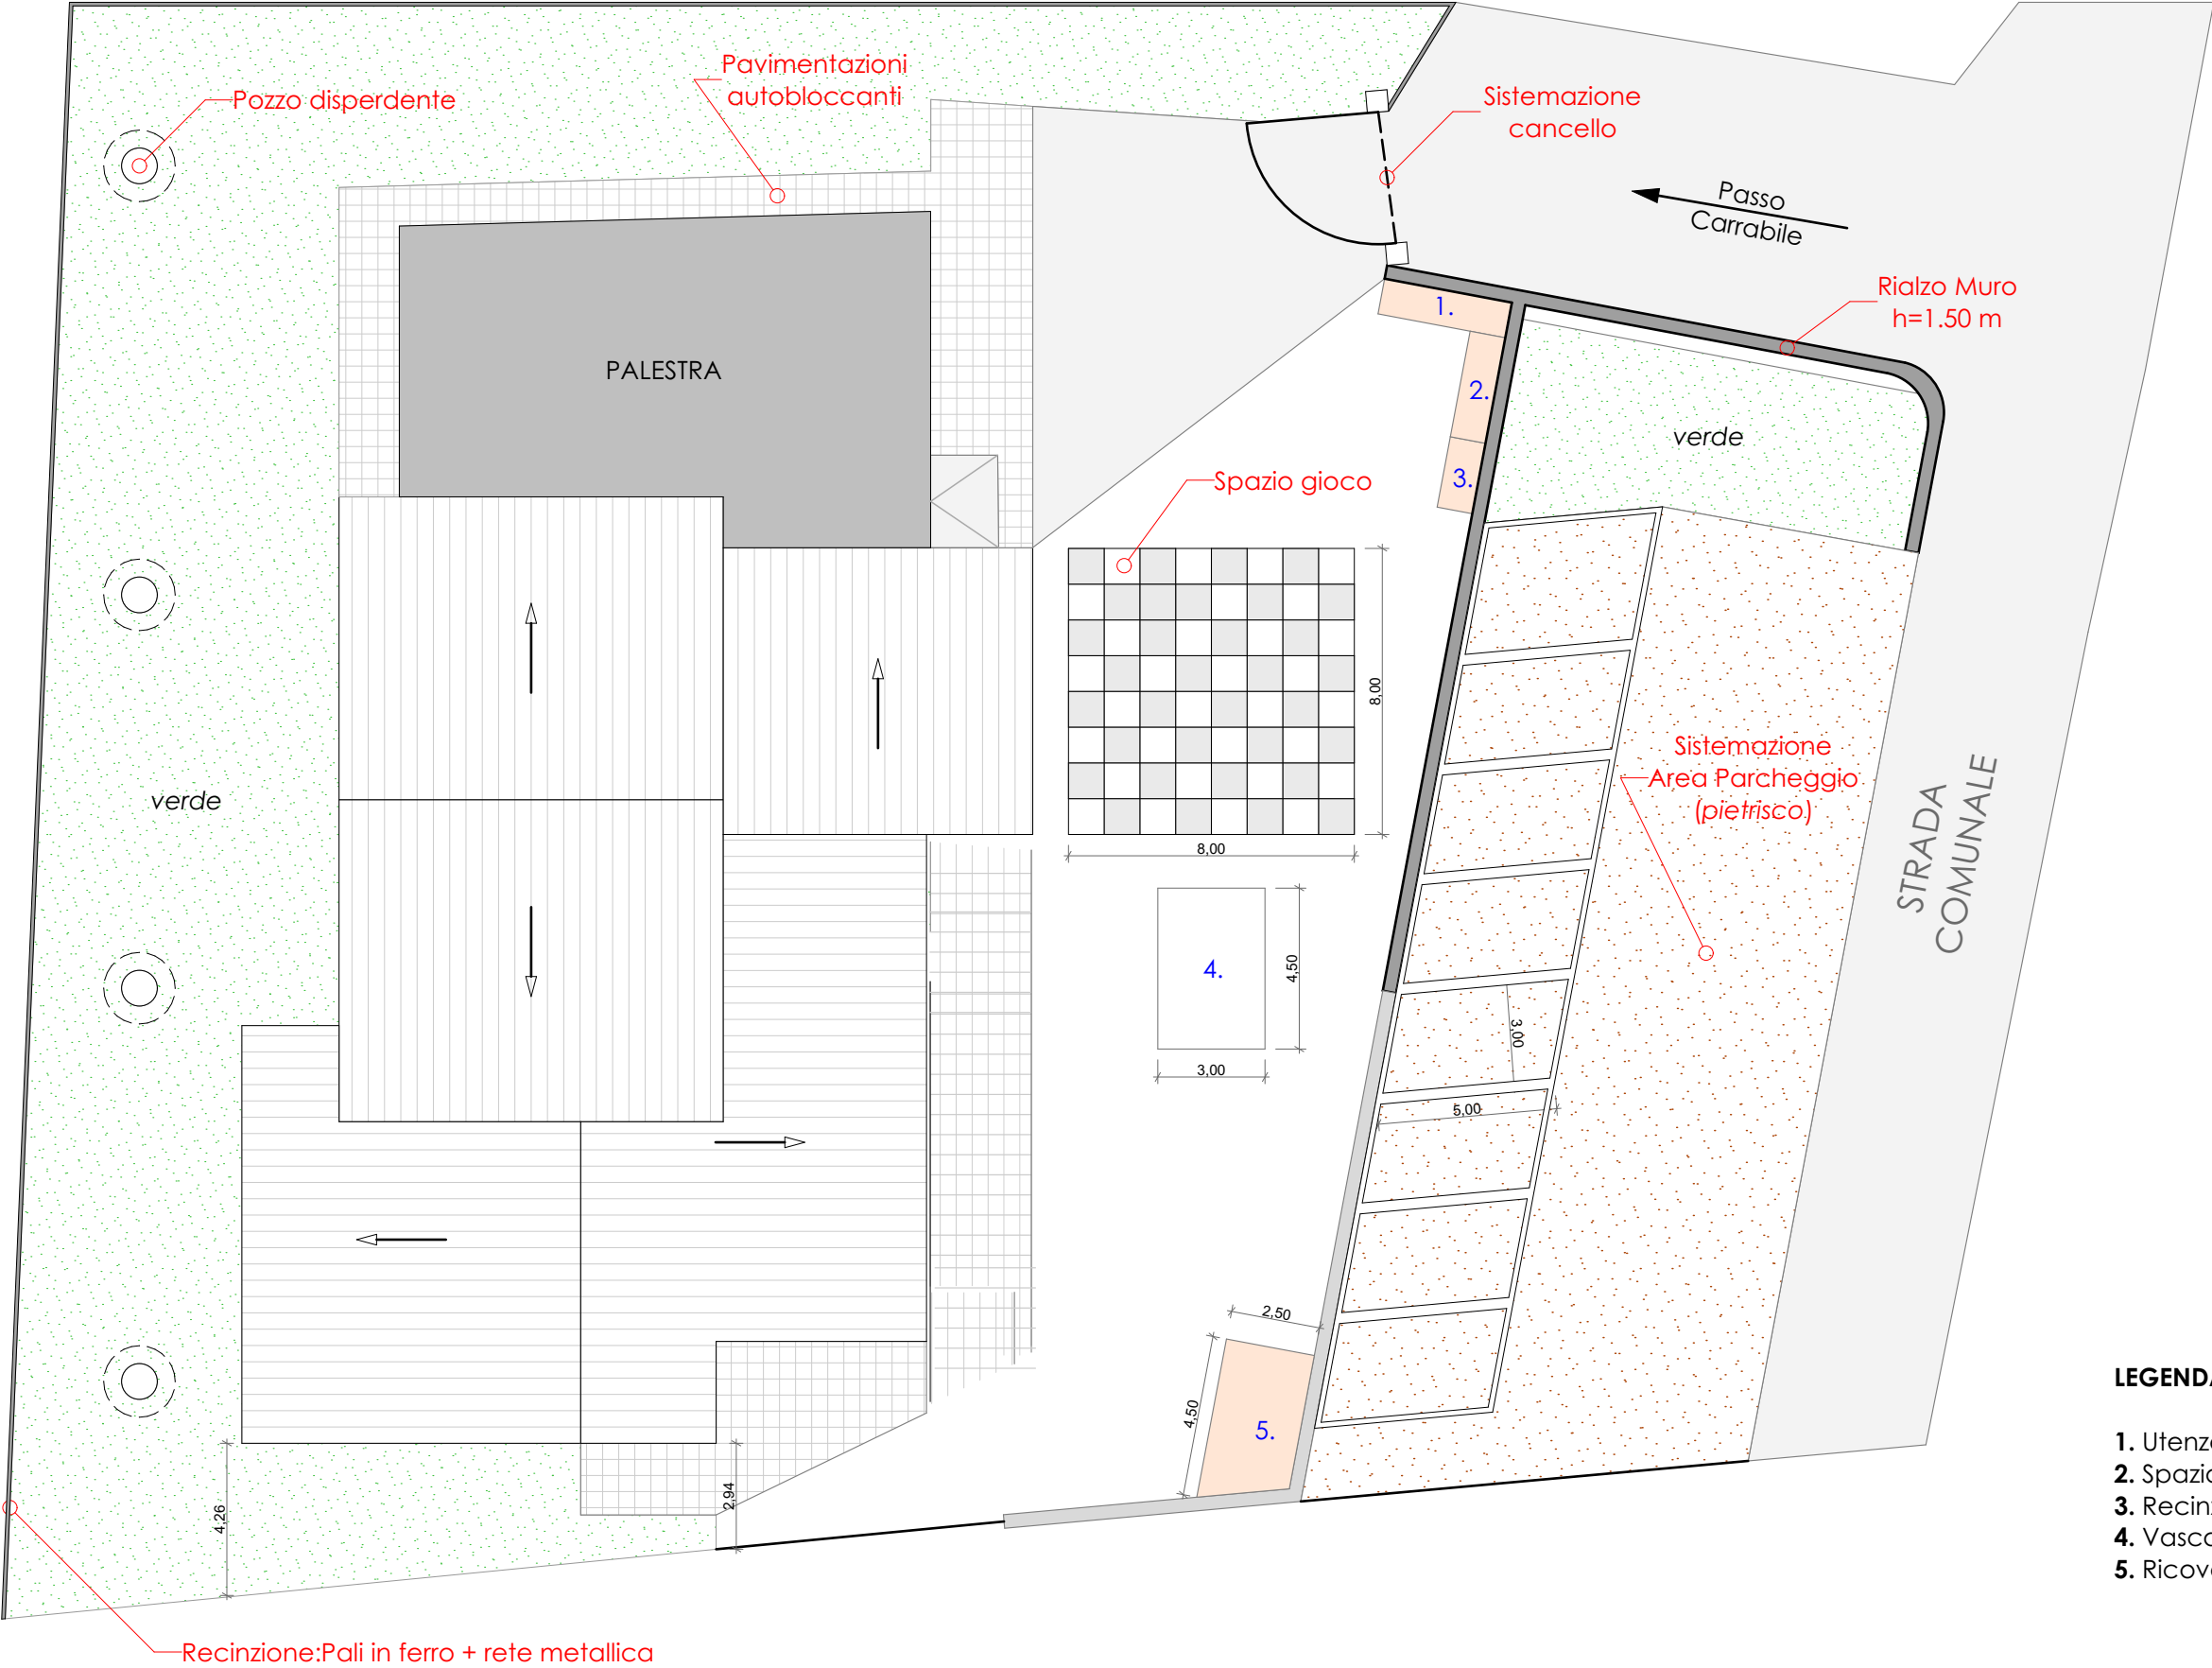 Pavimentazioni
autobloccanti
Pozzo disperdente
Sistemazione
cancello
Passo
Carrabile
Rialzo Muro
h=1.50 m
1.
PALESTRA
2.
verde
3.
Spazio gioco
8,00
8,00
Sistemazione
Area Parcheggio
(pietrisco)
verde
STRADA
COMUNALE
4.
4,50
3,00
3,00
5,00
2,50
4,50
5.
4,26
2,94
Recinzione:Pali in ferro + rete metallica
LEGENDA
1.
2.
3.
4.
5.